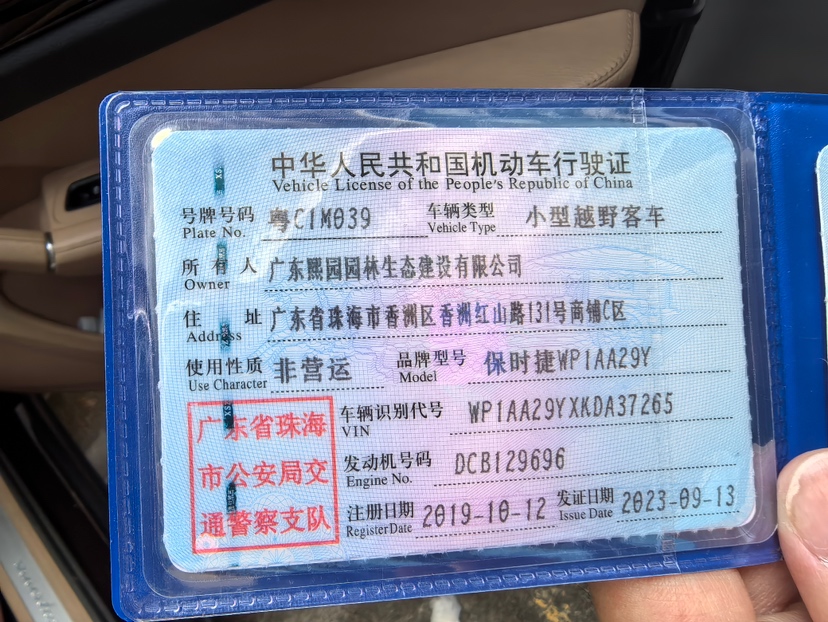 中华人民共和国机动车行驶证
Vehicle License of the People's Republic of China
号牌号码 粤C1M039 车辆类型 小型越野客车
Plate No. Vehicle Type
所有人 广东熙园园林生态建设有限公司
Owner
住址 广东省珠海市香洲区香洲红山路131号商铺C区
Address
使用性质 非营运 品牌型号 保时捷WP1AA29Y
Use Character Model
车辆识别代号 WP1AA29YXKDA37265
VIN
发动机号码 DCB129696
Engine No.
注册日期 2019-10-12 发证日期 2023-09-13
Register Date Issue Date
广东省珠海
市公安局交
通警察支队